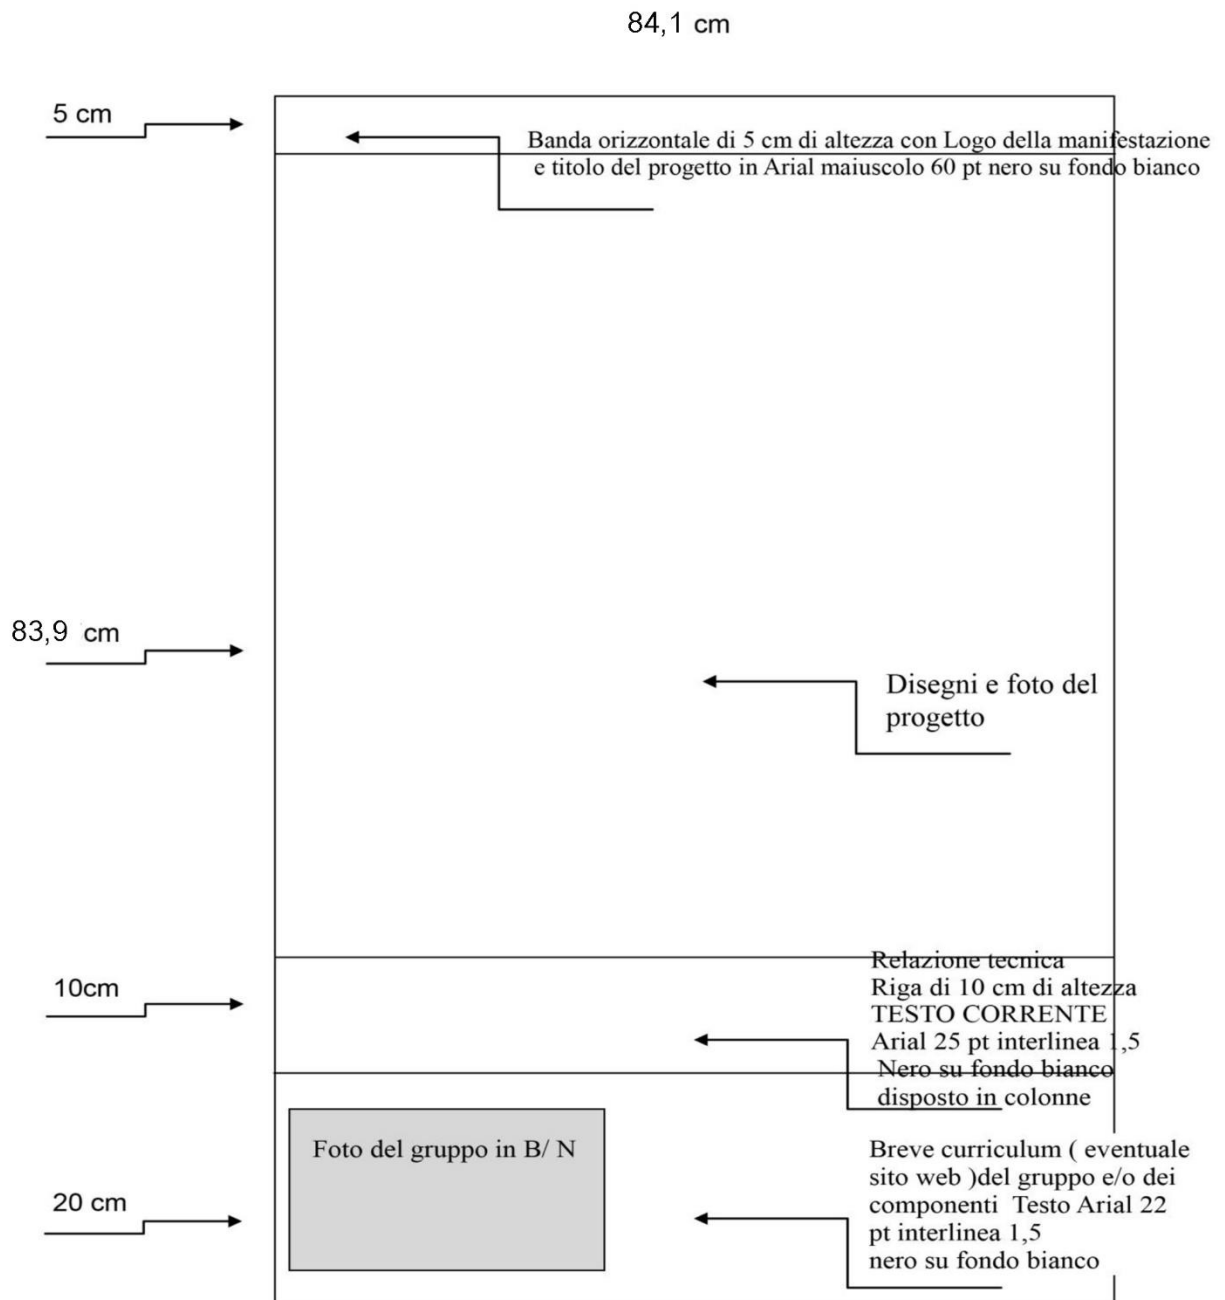 84,1 cm
5 cm
Banda orizzontale di 5 cm di altezza con Logo della manifestazione
e titolo del progetto in Arial maiuscolo 60 pt nero su fondo bianco
83,9 cm
Disegni e foto del
progetto
10cm
Relazione tecnica
Riga di 10 cm di altezza
TESTO CORRENTE
Arial 25 pt interlinea 1,5
Nero su fondo bianco
disposto in colonne
Foto del gruppo in B/ N
20 cm
Breve curriculum ( eventuale
sito web )del gruppo e/o dei
componenti Testo Arial 22
pt interlinea 1,5
nero su fondo bianco